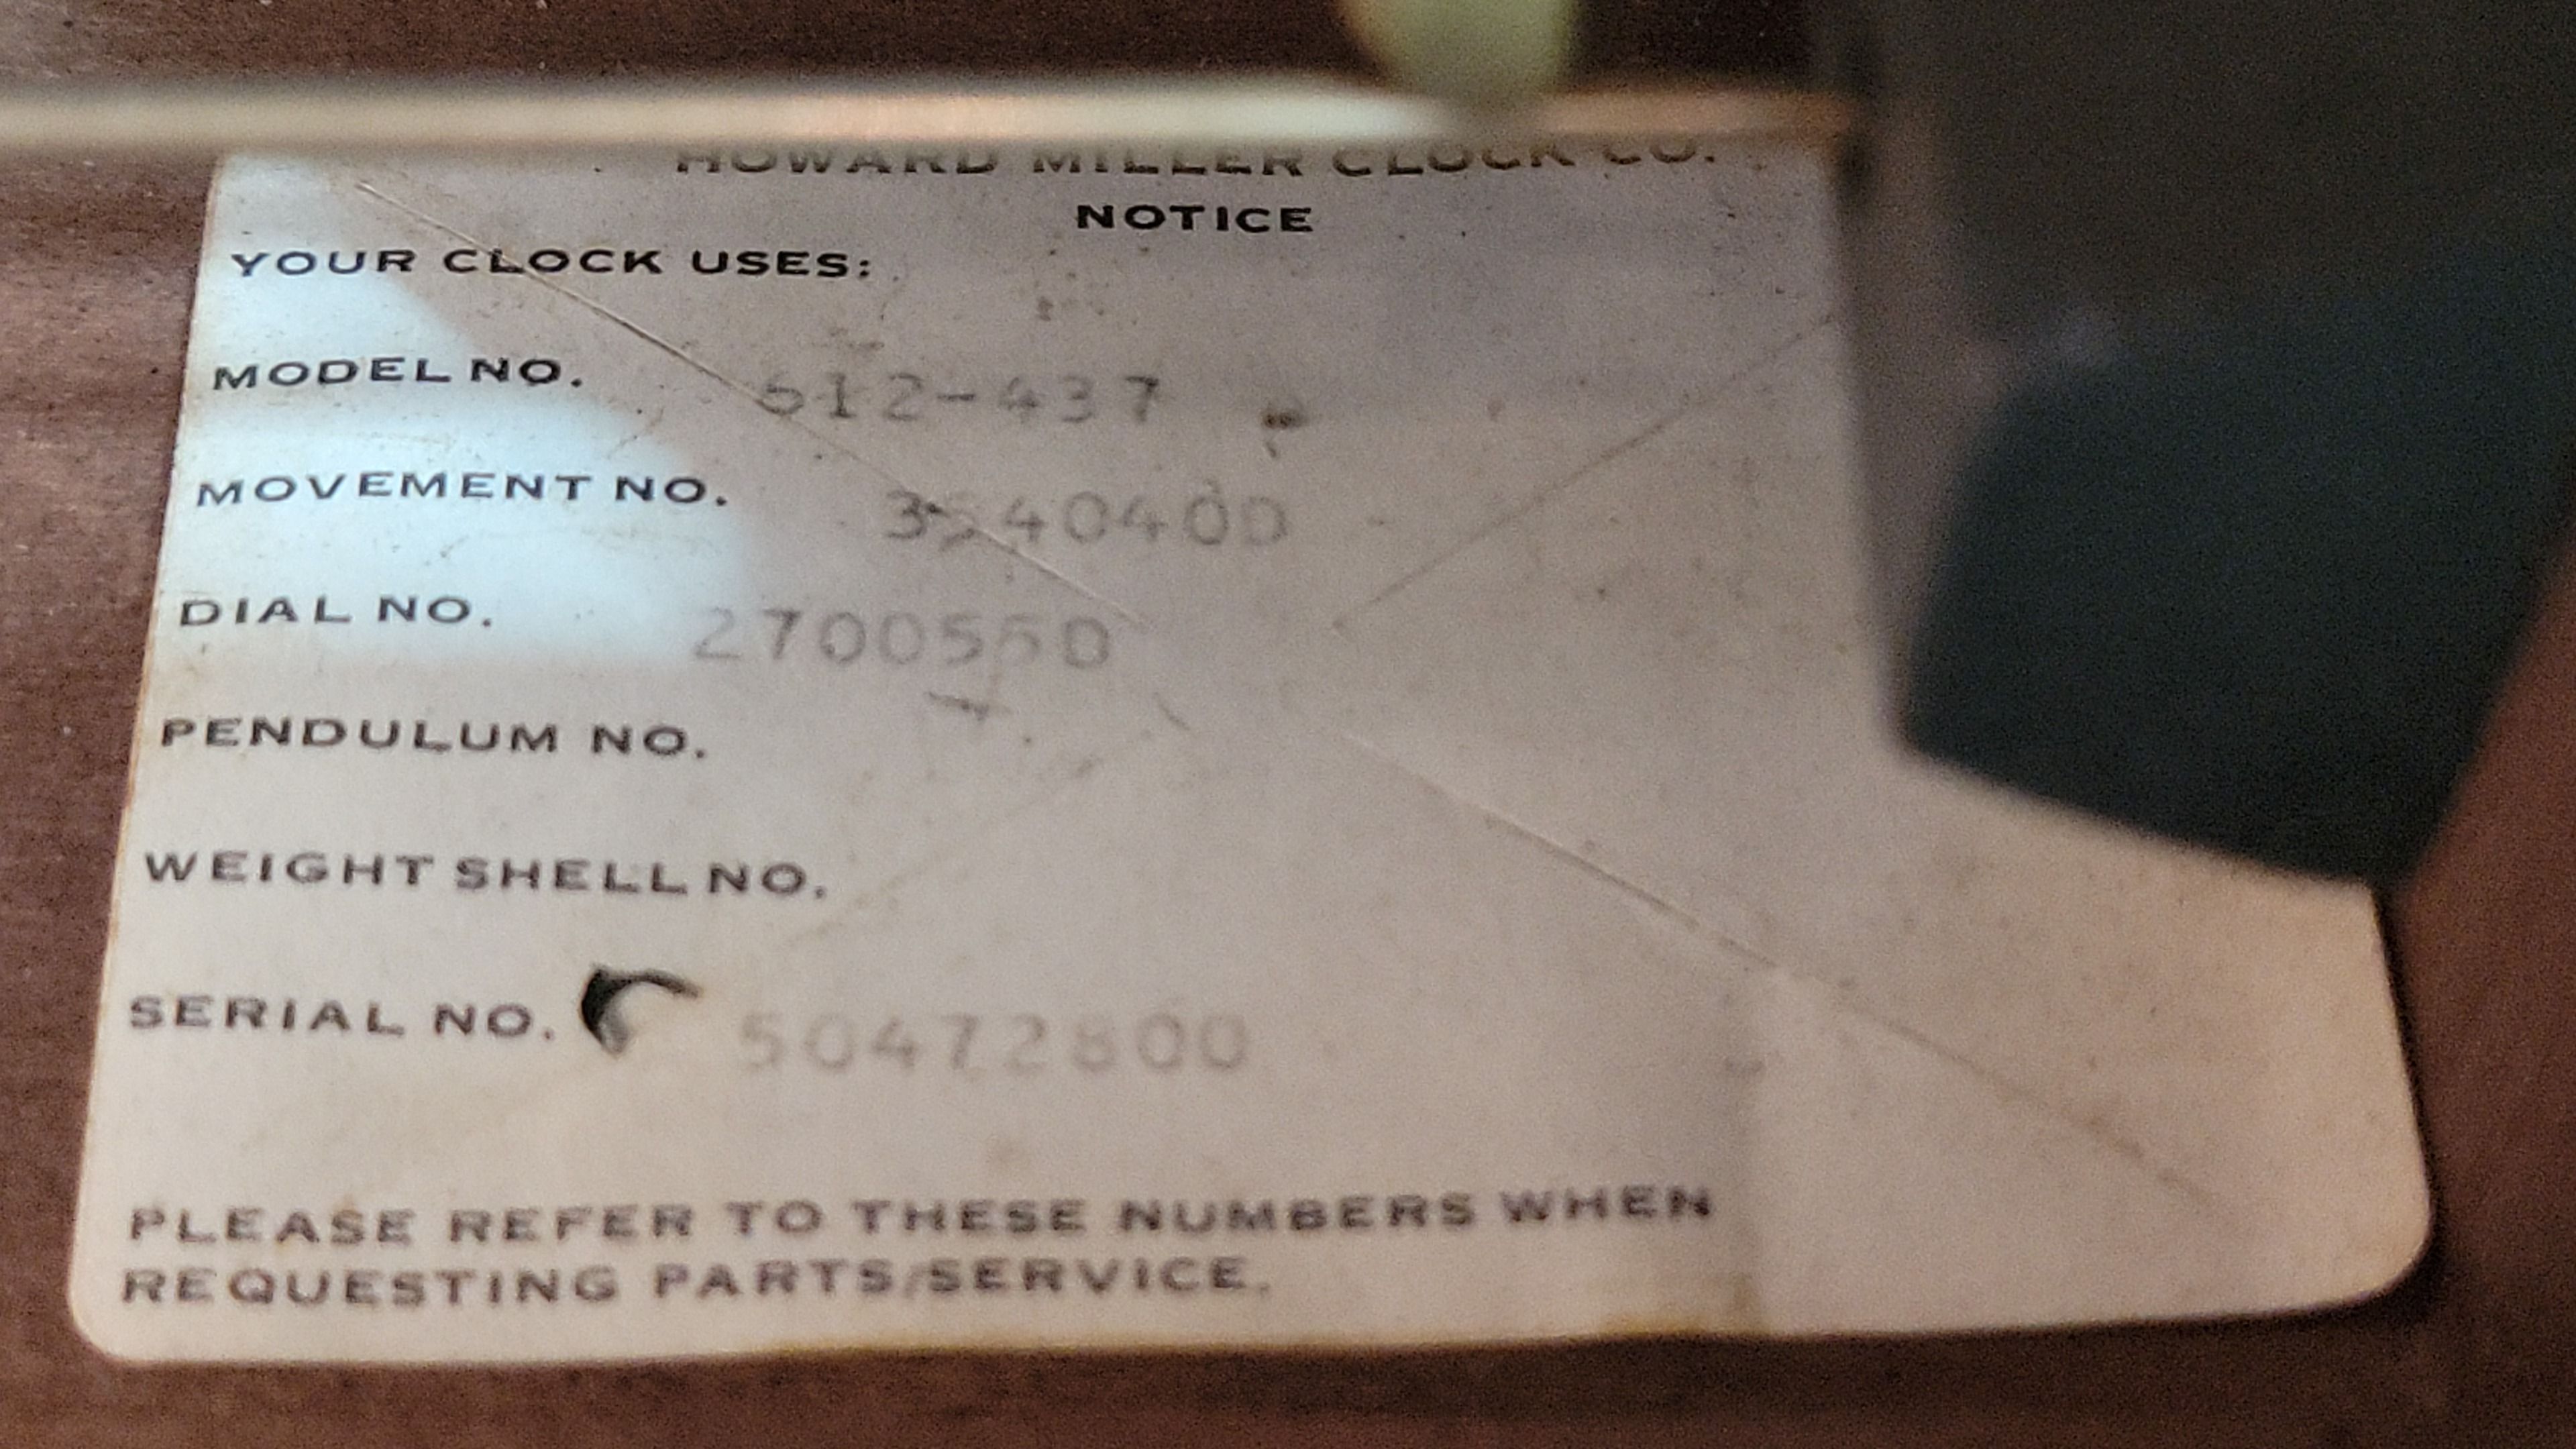 HOWARD MILLER CLOCK CO.
NOTICE
YOUR CLOCK USES:
MODEL NO. 612-437
MOVEMENT NO. 3540400
DIAL NO. 2700550
PENDULUM NO.
WEIGHT SHELL NO.
SERIAL NO. 50472800
PLEASE REFER TO THESE NUMBERS WHEN
REQUESTING PARTS/SERVICE.